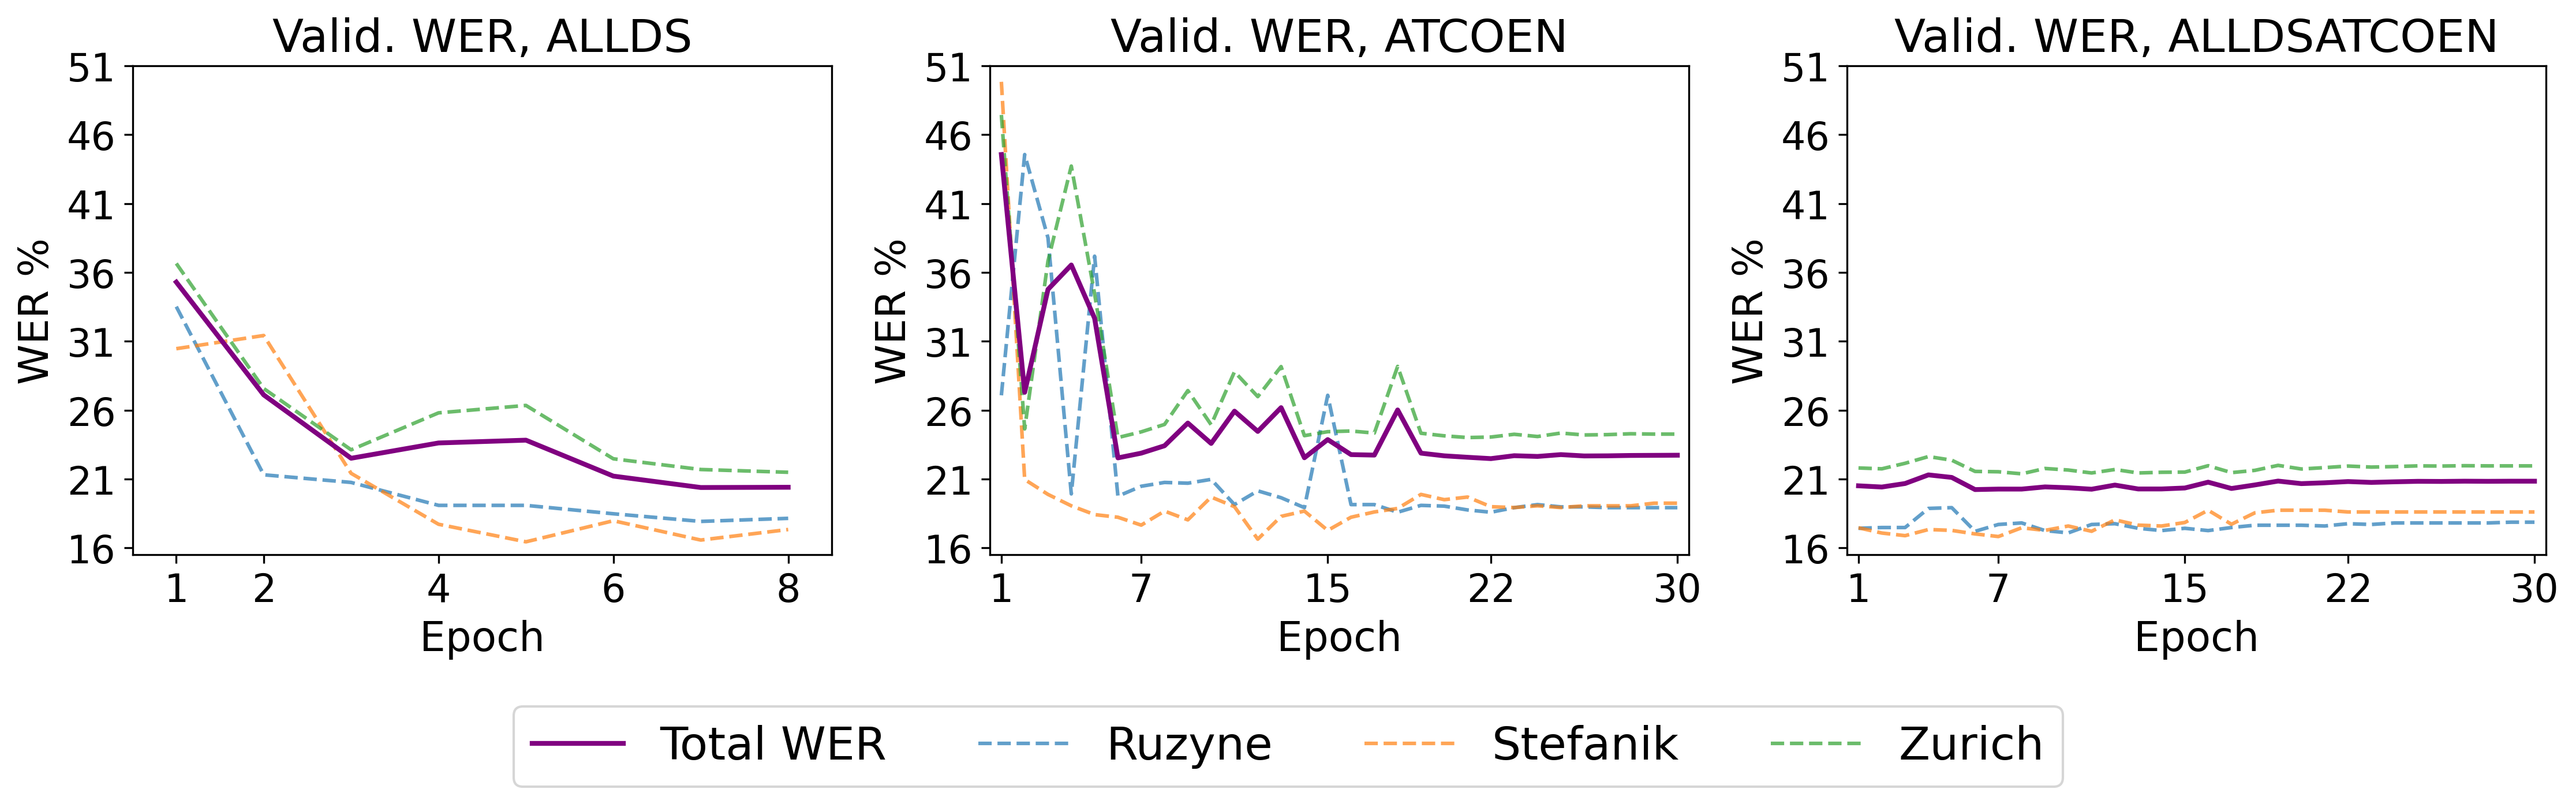 Valid. WER, ALLDS
51
46
41
36
31
26
21
16
WER %
1 2 4 6 8
Epoch
Valid. WER, ATCOEN
51
46
41
36
31
26
21
16
WER %
1 7 15 22 30
Epoch
Valid. WER, ALLDSATCOEN
51
46
41
36
31
26
21
16
WER %
1 7 15 22 30
Epoch
Total WER Ruzyne Stefanik Zurich